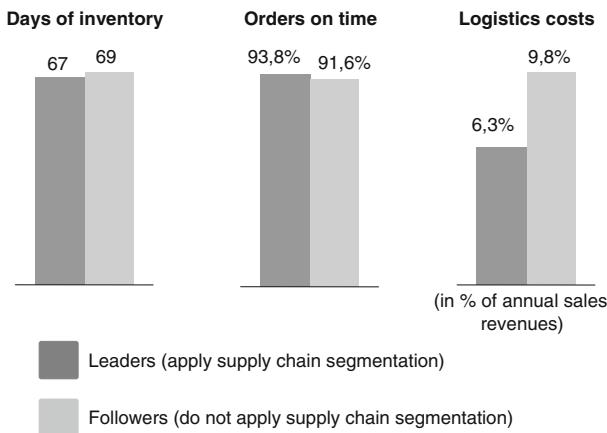 Days of inventory
67
69
Orders on time
93,8%
91,6%
Logistics costs
6,3%
9,8%
(in % of annual sales
revenues)
Leaders (apply supply chain segmentation)
Followers (do not apply supply chain segmentation)